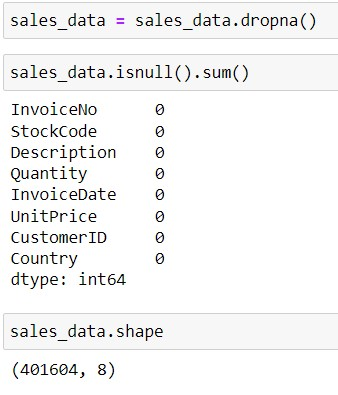 sales_data = sales_data.dropna()
sales_data.isnull().sum()
InvoiceNo 0
StockCode 0
Description 0
Quantity 0
InvoiceDate 0
UnitPrice 0
CustomerID 0
Country 0
dtype: int64
sales_data.shape
(401604, 8)